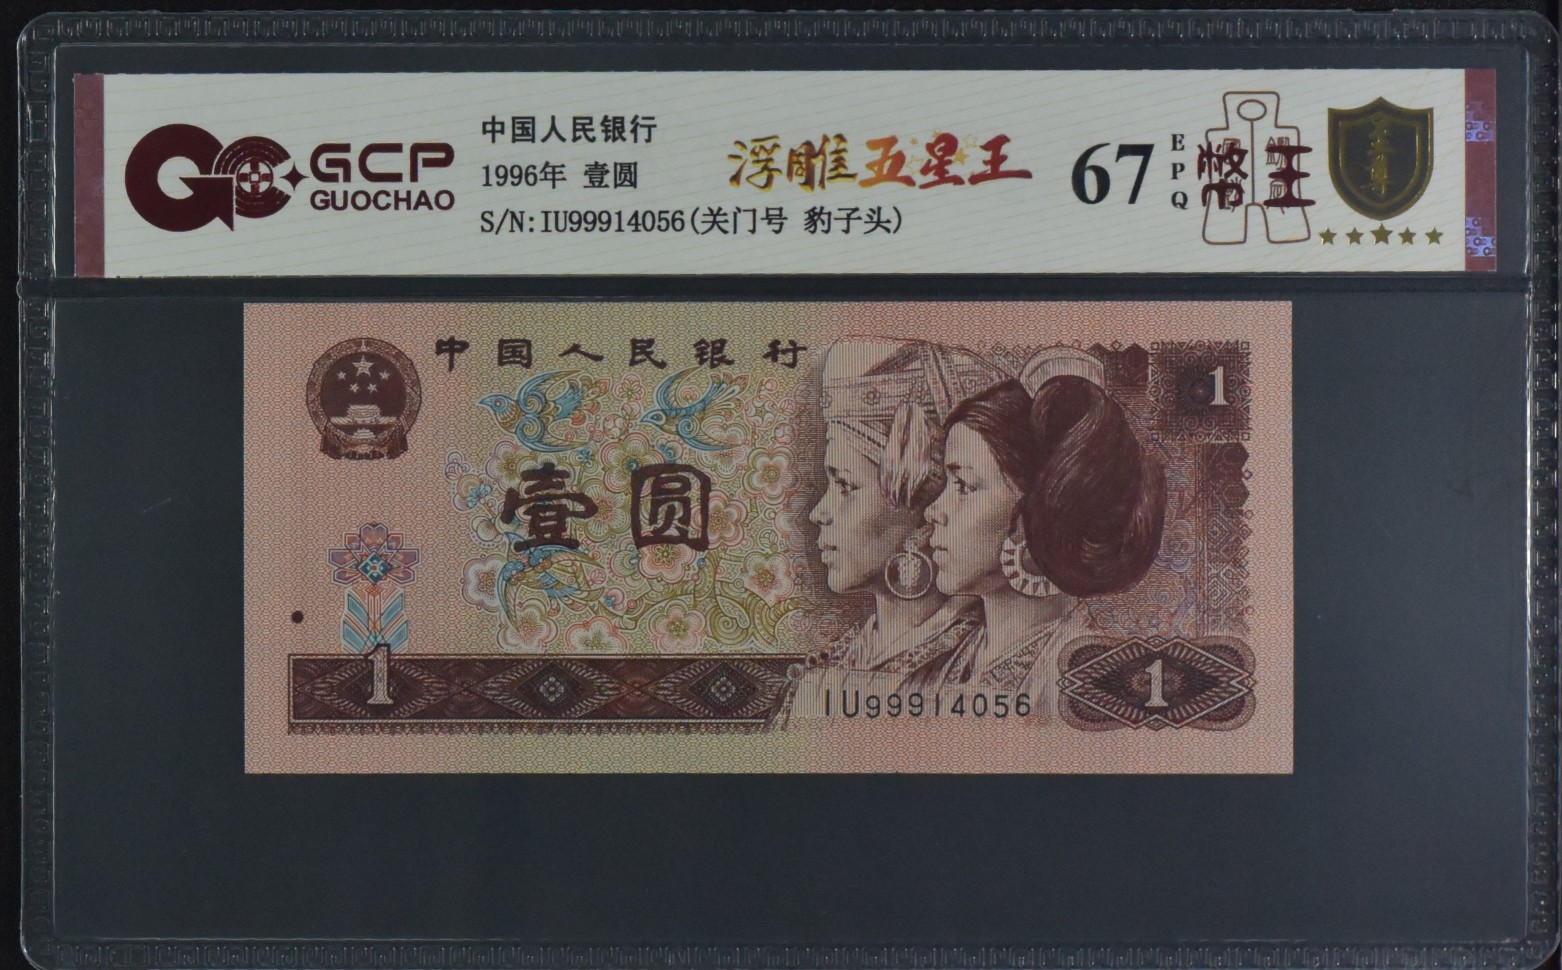 GCP
GUOCHAO
中国人民银行
1996年 壹圆
S/N:IU99914056(关门号 豹子头)
浮雕五星王
67
EPQ
至尊
中国人民银行
1
壹圆
1
IU99914056
1